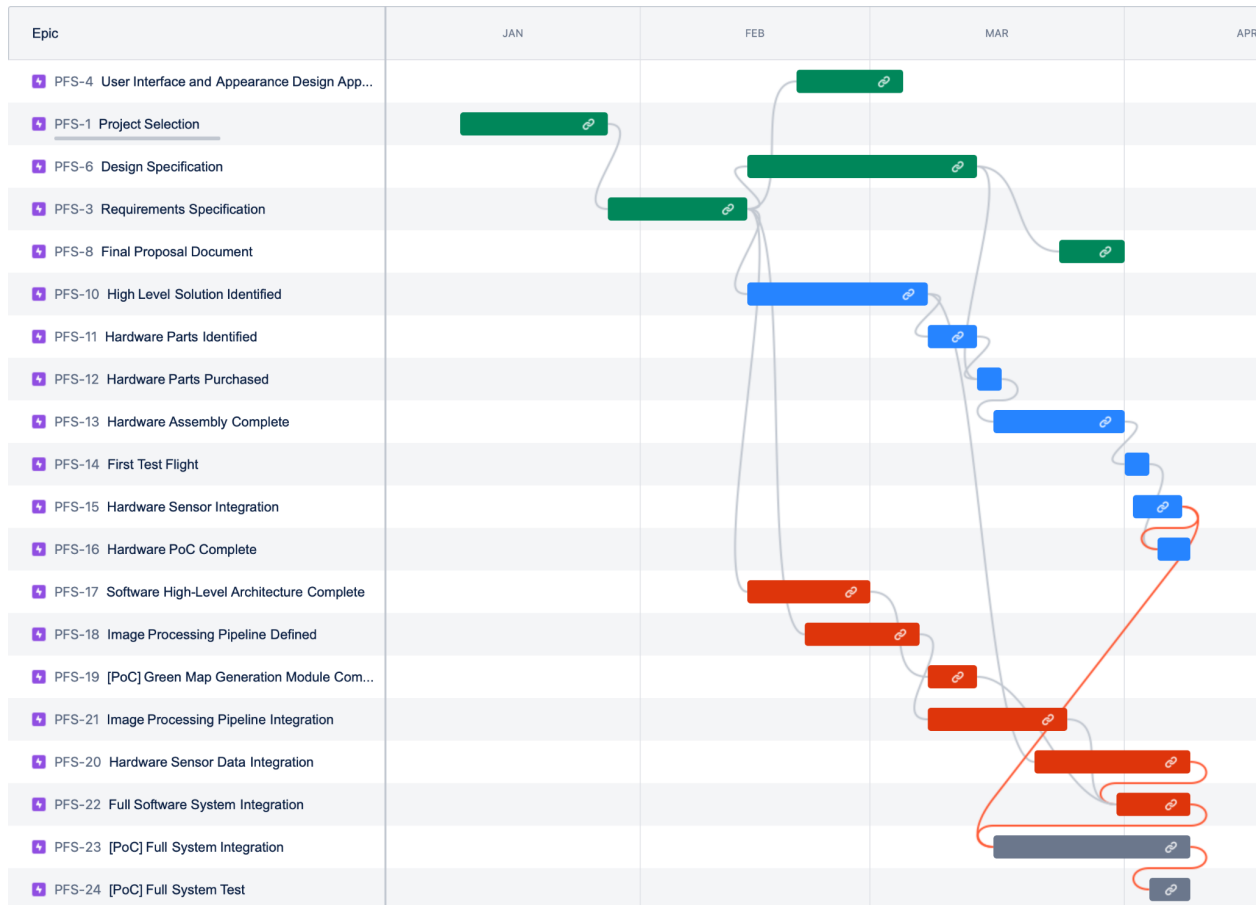 Epic JAN FEB MAR APR
PFS-4 User Interface and Appearance Design App...
PFS-1 Project Selection
PFS-6 Design Specification
PFS-3 Requirements Specification
PFS-8 Final Proposal Document
PFS-10 High Level Solution Identified
PFS-11 Hardware Parts Identified
PFS-12 Hardware Parts Purchased
PFS-13 Hardware Assembly Complete
PFS-14 First Test Flight
PFS-15 Hardware Sensor Integration
PFS-16 Hardware PoC Complete
PFS-17 Software High-Level Architecture Complete
PFS-18 Image Processing Pipeline Defined
PFS-19 [PoC] Green Map Generation Module Com...
PFS-21 Image Processing Pipeline Integration
PFS-20 Hardware Sensor Data Integration
PFS-22 Full Software System Integration
PFS-23 [PoC] Full System Integration
PFS-24 [PoC] Full System Test